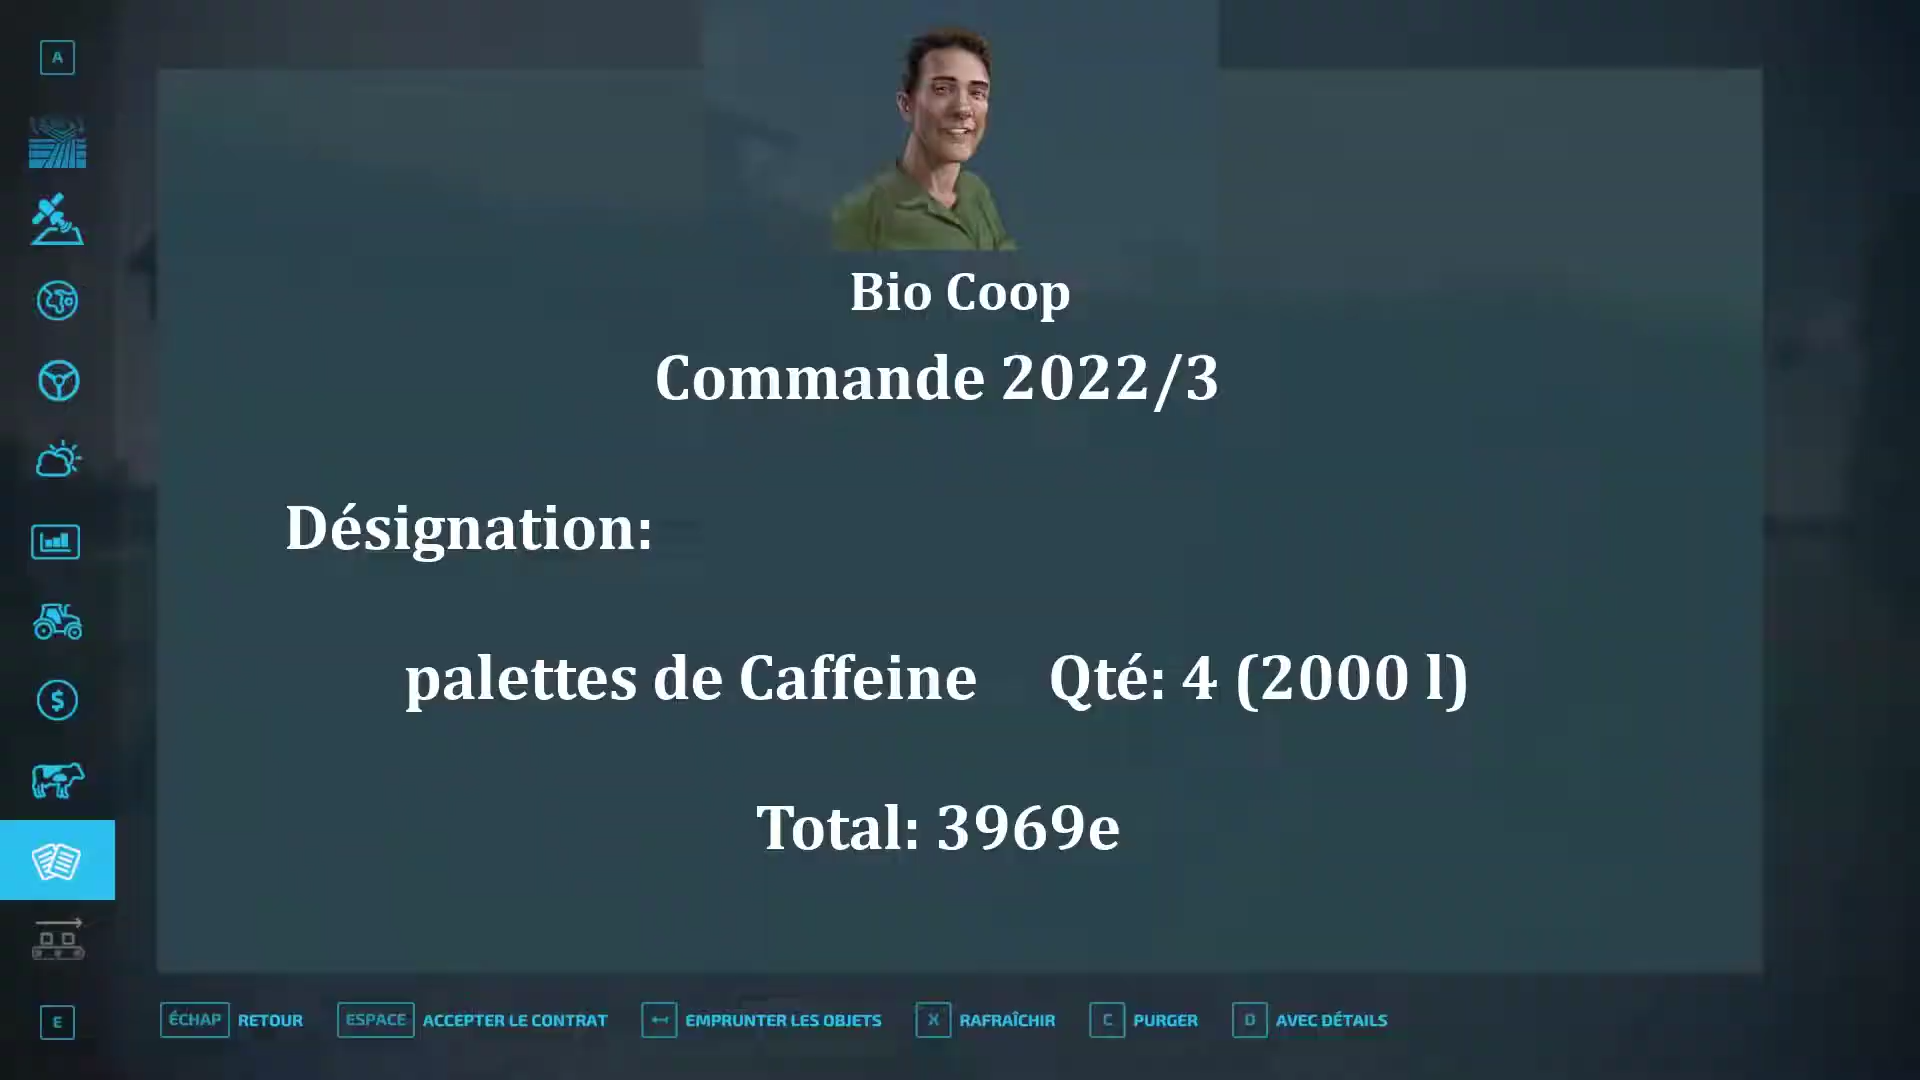 A
Bio Coop
Commande 2022/3
Désignation:
palettes de Caffeine Qté: 4 (2000 l)
Total: 3969e
E
ÉCHAP RETOUR ESPACE ACCEPTER LE CONTRAT EMPRUNTER LES OBJETS X RAFRAÎCHIR C PURGER D AVEC DÉTAILS